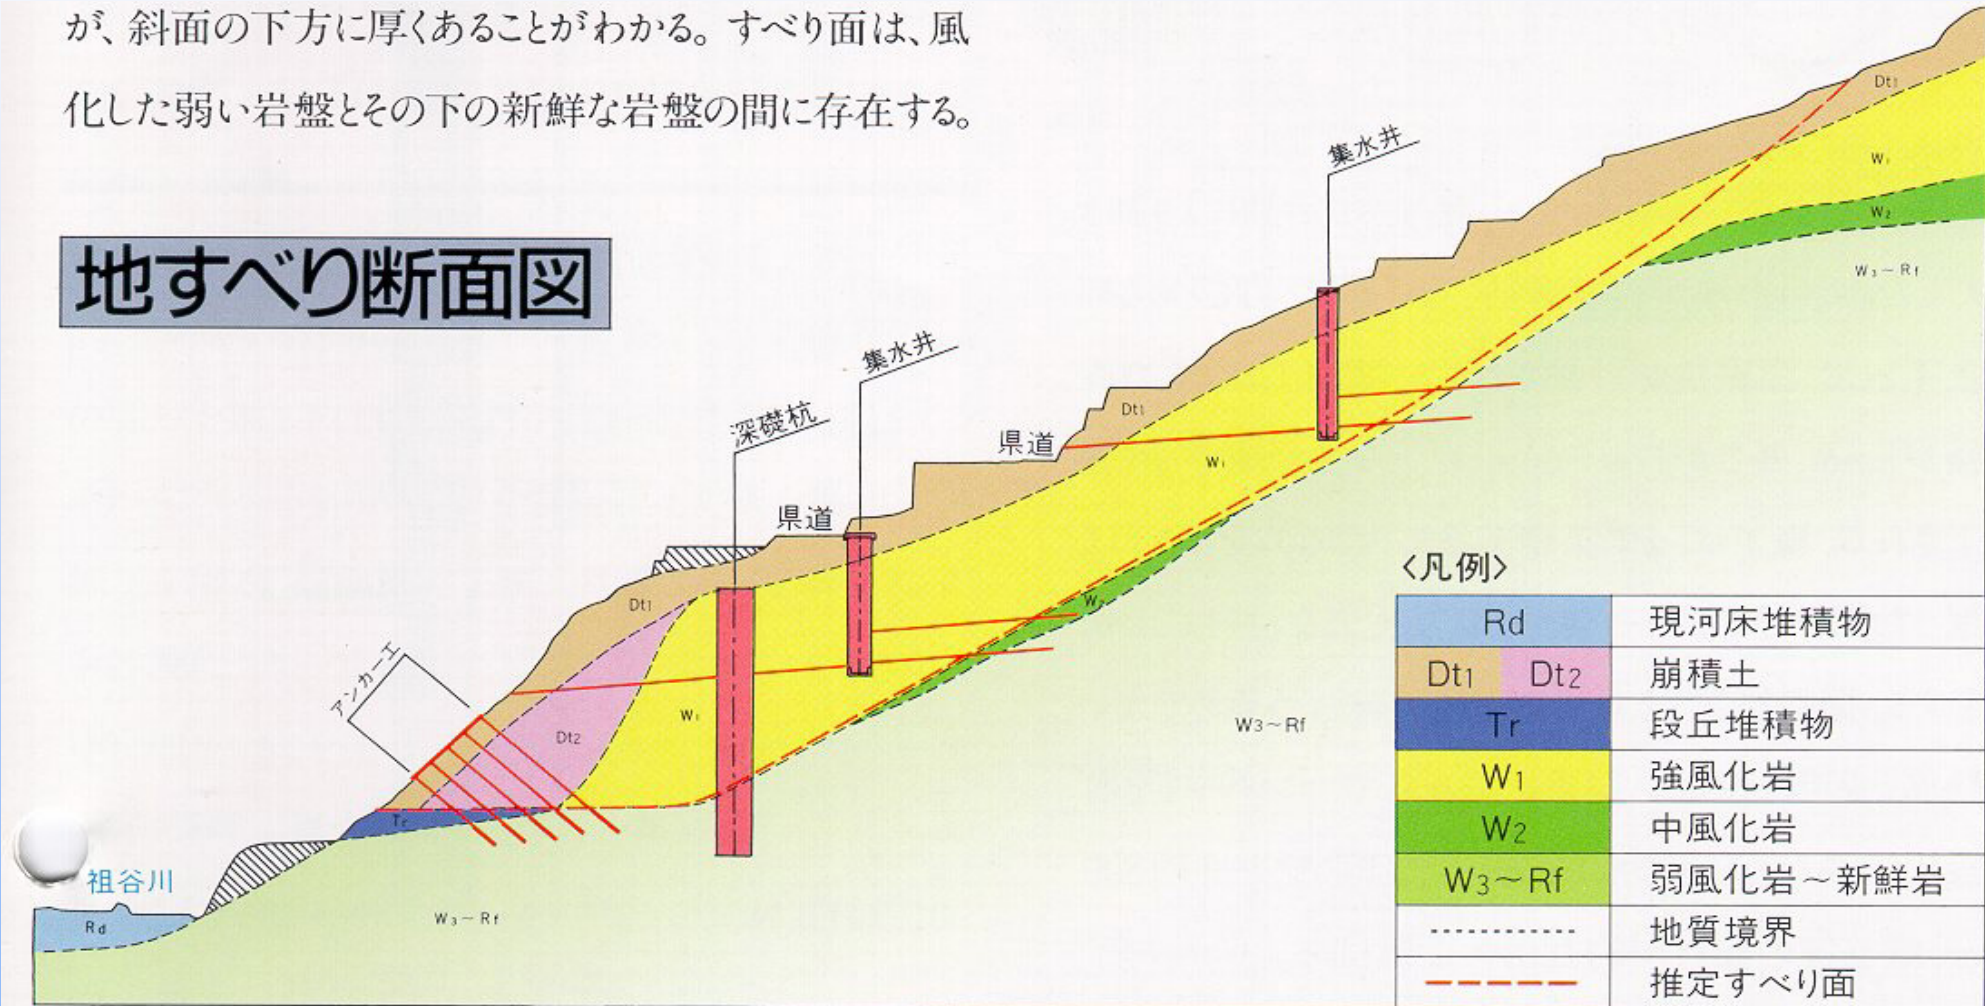 が、斜面の下方に厚くあることがわかる。すべり面は、風
化した弱い岩盤とその下の新鮮な岩盤の間に存在する。
地すべり断面図
集水井
集水井
深礎杭
県道
県道
アンカー工
祖谷川
Dt1
W1
W2
W3～Rf
Dt1
W1
Dt1
W2
W1
Dt2
W3～Rf
Tr
Rd
W3～Rf
〈凡例〉
Rd 現河床堆積物
Dt1 Dt2 崩積土
Tr 段丘堆積物
W1 強風化岩
W2 中風化岩
W3～Rf 弱風化岩～新鮮岩
地質境界
推定すべり面